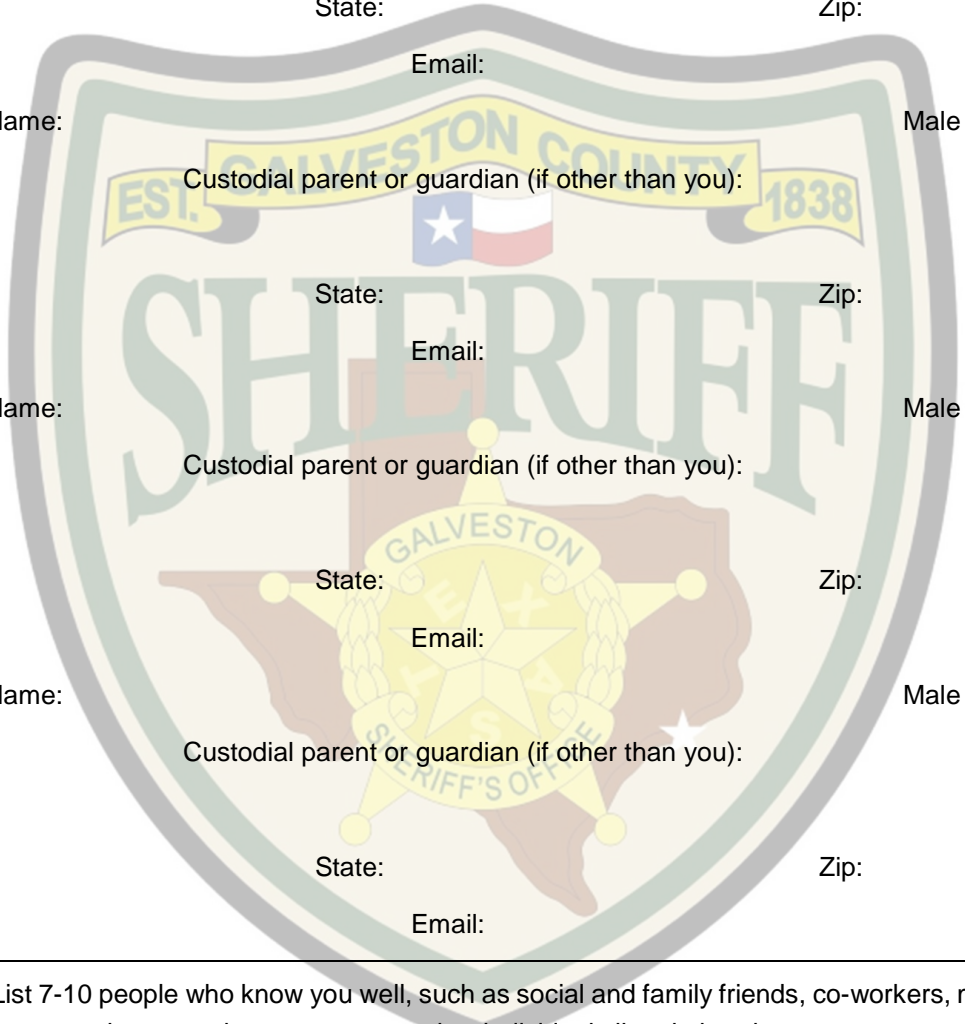 State: Zip:
Email:
Name: Male
GALVESTON COUNTY
Custodial parent or guardian (if other than you):
EST. 1838
SHERIFF
State: Zip:
Email:
Name: Male
Custodial parent or guardian (if other than you):
GALVESTON
TEXAS
State: Zip:
Email:
Name: Male
Custodial parent or guardian (if other than you):
SHERIFF'S OFFICE
State: Zip:
Email:
List 7-10 people who know you well, such as social and family friends, co-workers,